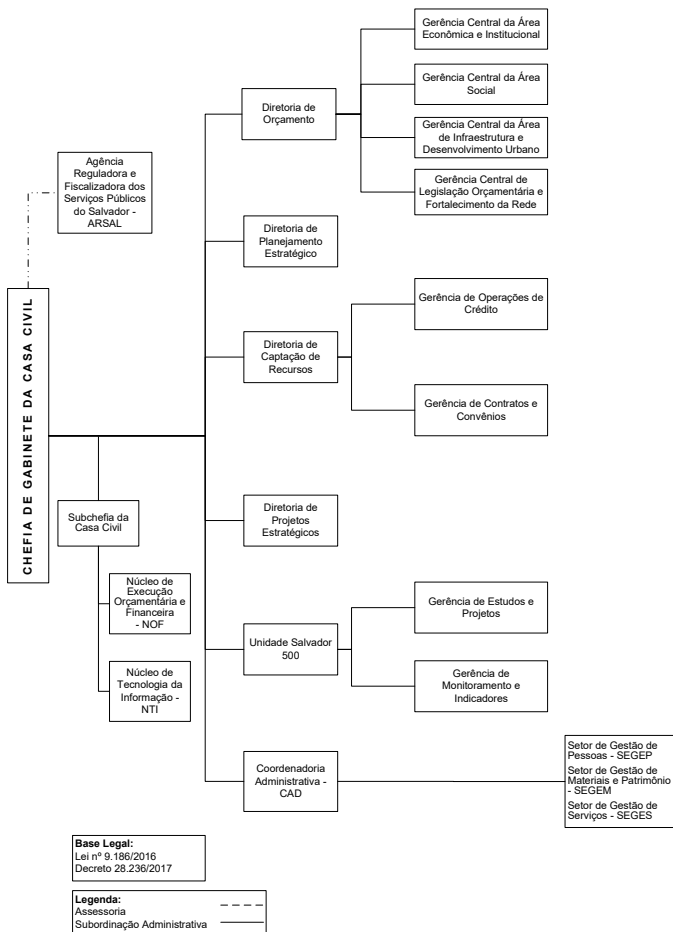 Gerência Central da Área
Econômica e Institucional
Gerência Central da Área
Social
Diretoria de
Orçamento
Gerência Central da Área
de Infraestrutura e
Desenvolvimento Urbano
Gerência Central de
Legislação Orçamentária e
Fortalecimento da Rede
Agência
Reguladora e
Fiscalizadora dos
Serviços Públicos
do Salvador -
ARSAL
Diretoria de
Planejamento
Estratégico
CHEFIA DE GABINETE DA CASA CIVIL
Gerência de Operações de
Crédito
Diretoria de
Captação de
Recursos
Gerência de Contratos e
Convênios
Subchefia da
Casa Civil
Diretoria de
Projetos
Estratégicos
Núcleo de
Execução
Orçamentária e
Financeira
- NOF
Gerência de Estudos e
Projetos
Unidade Salvador
500
Núcleo de
Tecnologia da
Informação -
NTI
Gerência de
Monitoramento e
Indicadores
Coordenadoria
Administrativa -
CAD
Setor de Gestão de
Pessoas - SEGEP
Setor de Gestão de
Materiais e Patrimônio
- SEGEM
Setor de Gestão de
Serviços - SEGES
Base Legal:
Lei nº 9.186/2016
Decreto 28.236/2017
Legenda:
Assessoria
Subordinação Administrativa